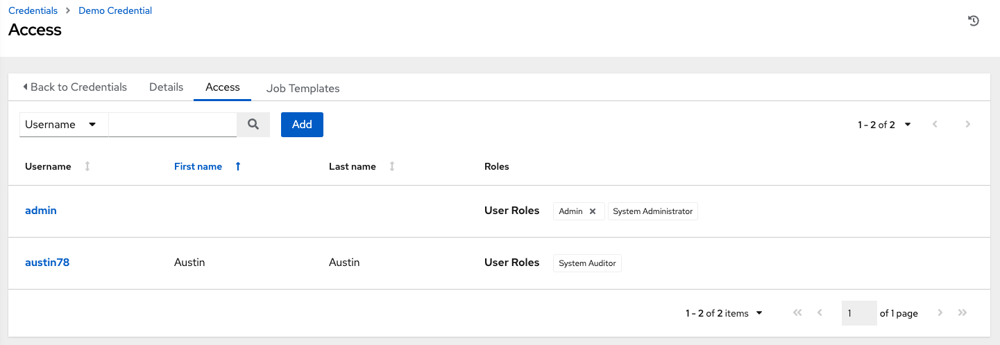 Credentials Demo Credential
Access
Back to Credentials Details Access Job Templates
Username Add 1 - 2 of 2
Username First name Last name Roles
admin User Roles Admin System Administrator
austin78 Austin Austin User Roles System Auditor
1 - 2 of 2 items 1 of 1 page